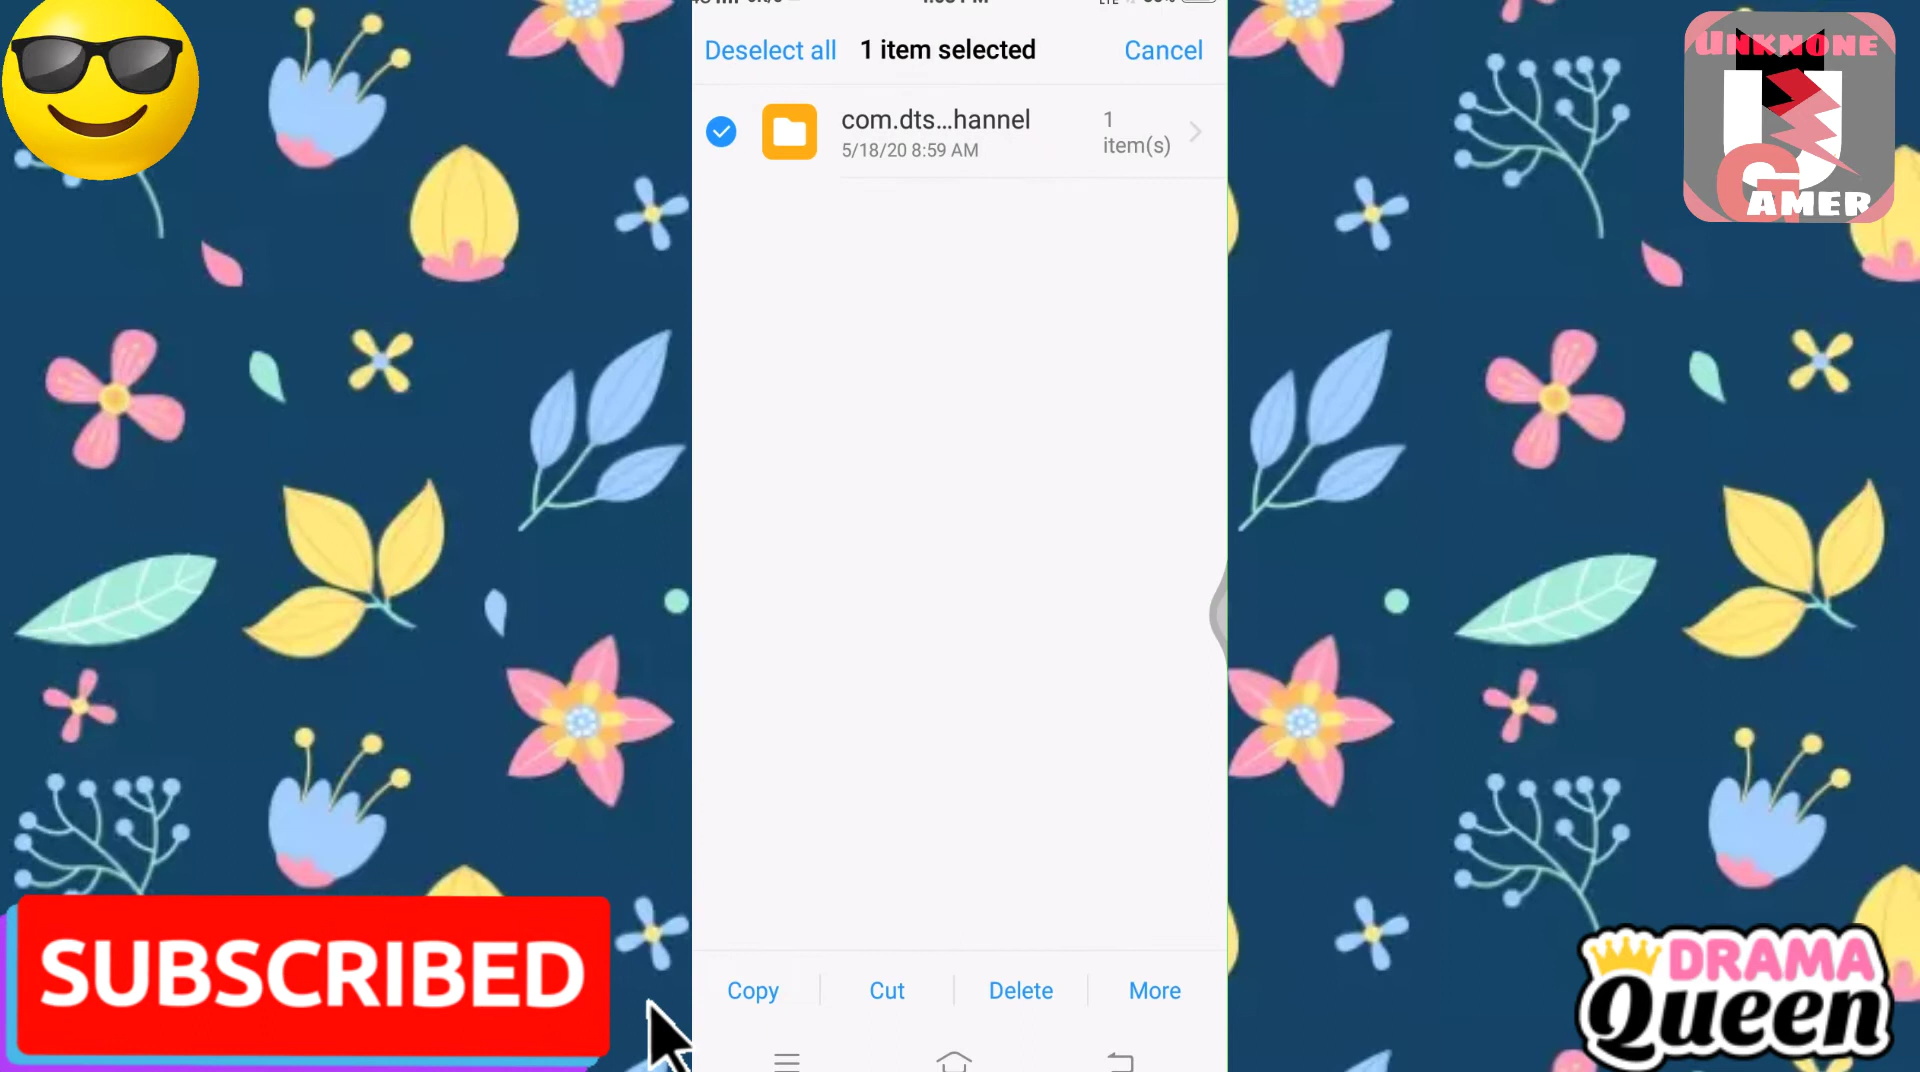 Deselect all 1 item selected Cancel
com.dts...hannel
5/18/20 8:59 AM
1
item(s)
Copy Cut Delete More
UNKNONE
U
G
AMER
SUBSCRIBED
DRAMA
Queen